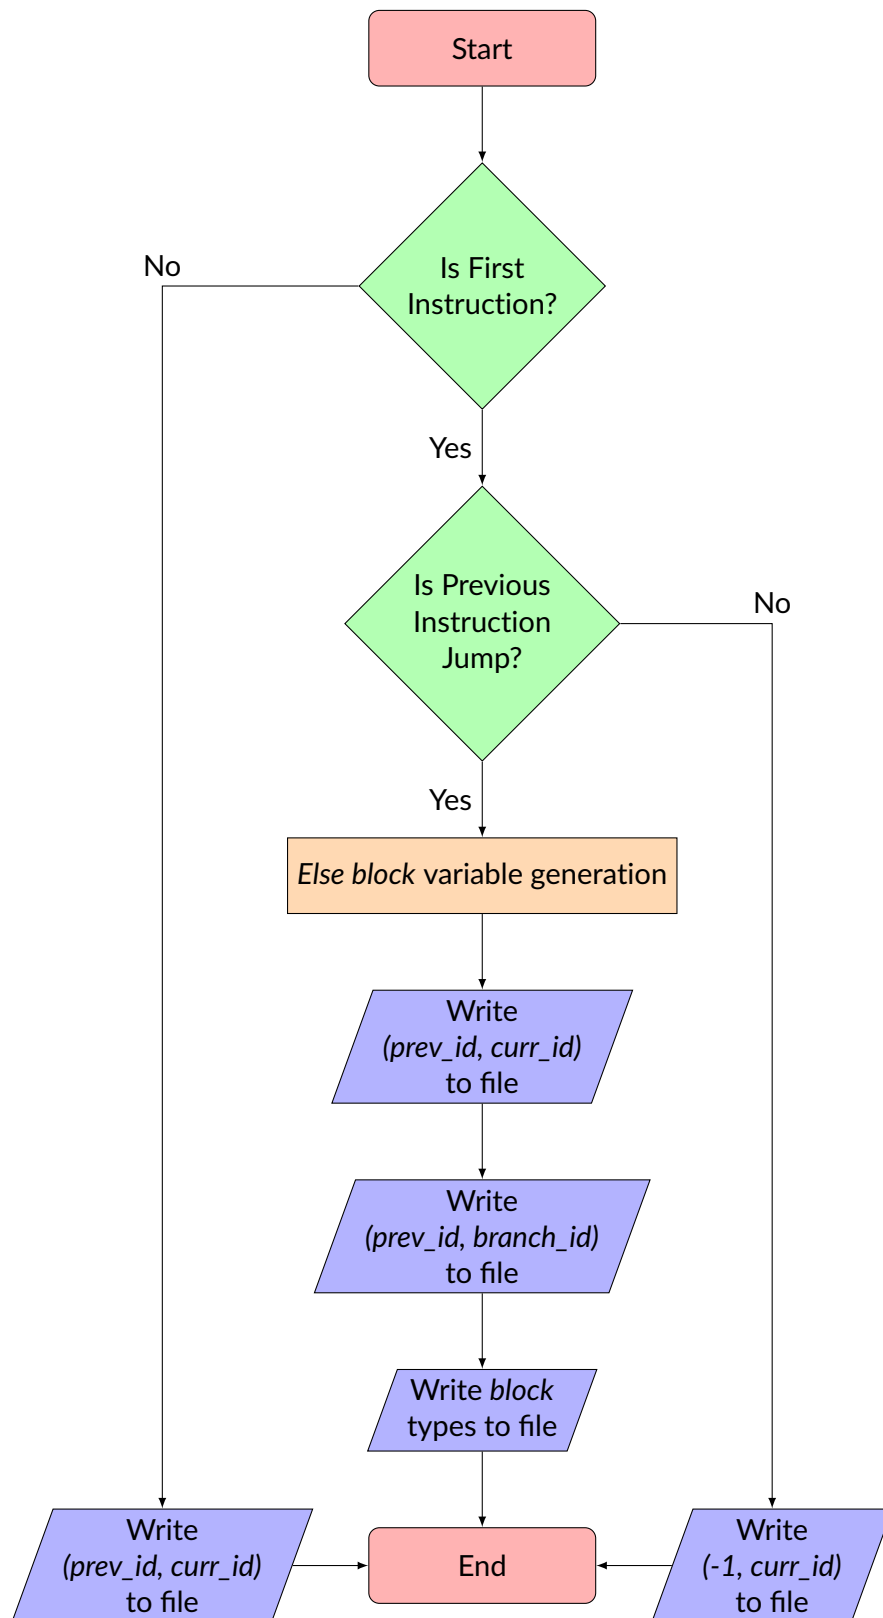 Start
Is First
Instruction?
No
Yes
Is Previous
Instruction
Jump?
No
Yes
Else block variable generation
Write
(prev_id, curr_id)
to file
Write
(prev_id, branch_id)
to file
Write block
types to file
Write
(prev_id, curr_id)
to file
End
Write
(-1, curr_id)
to file